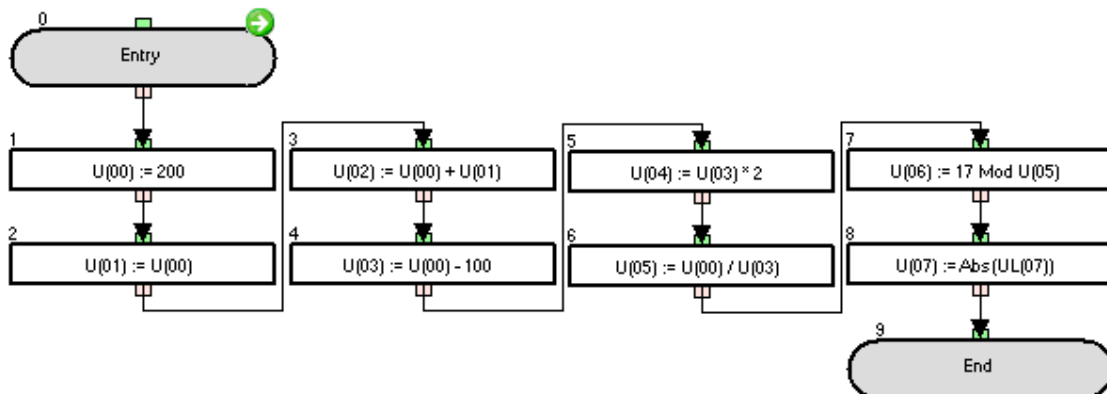 0
Entry
1
U(00) := 200
2
U(01) := U(00)
3
U(02) := U(00) + U(01)
4
U(03) := U(00) - 100
5
U(04) := U(03) * 2
6
U(05) := U(00) / U(03)
7
U(06) := 17 Mod U(05)
8
U(07) := Abs(UL(07))
9
End